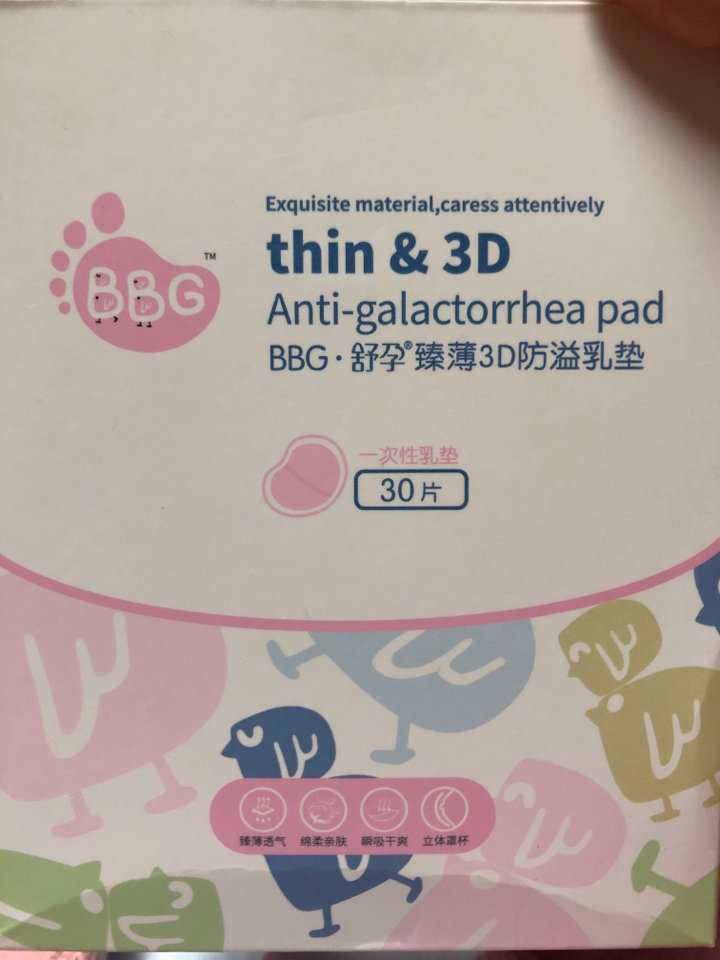 Exquisite material,caress attentively
BBG™
thin & 3D
Anti-galactorrhea pad
BBG·舒孕®臻薄3D防溢乳垫
一次性乳垫
30片
臻薄透气 绵柔亲肤 瞬吸干爽 立体罩杯